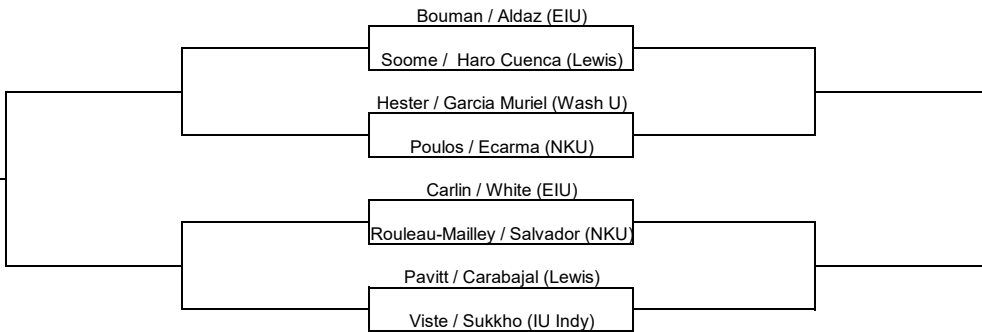 Bouman / Aldaz (EIU)
Soome /  Haro Cuenca (Lewis)
Hester / Garcia Muriel (Wash U)
Poulos / Ecarma (NKU)
Carlin / White (EIU)
Rouleau-Mailley / Salvador (NKU)
Pavitt / Carabajal (Lewis)
Viste / Sukkho (IU Indy)